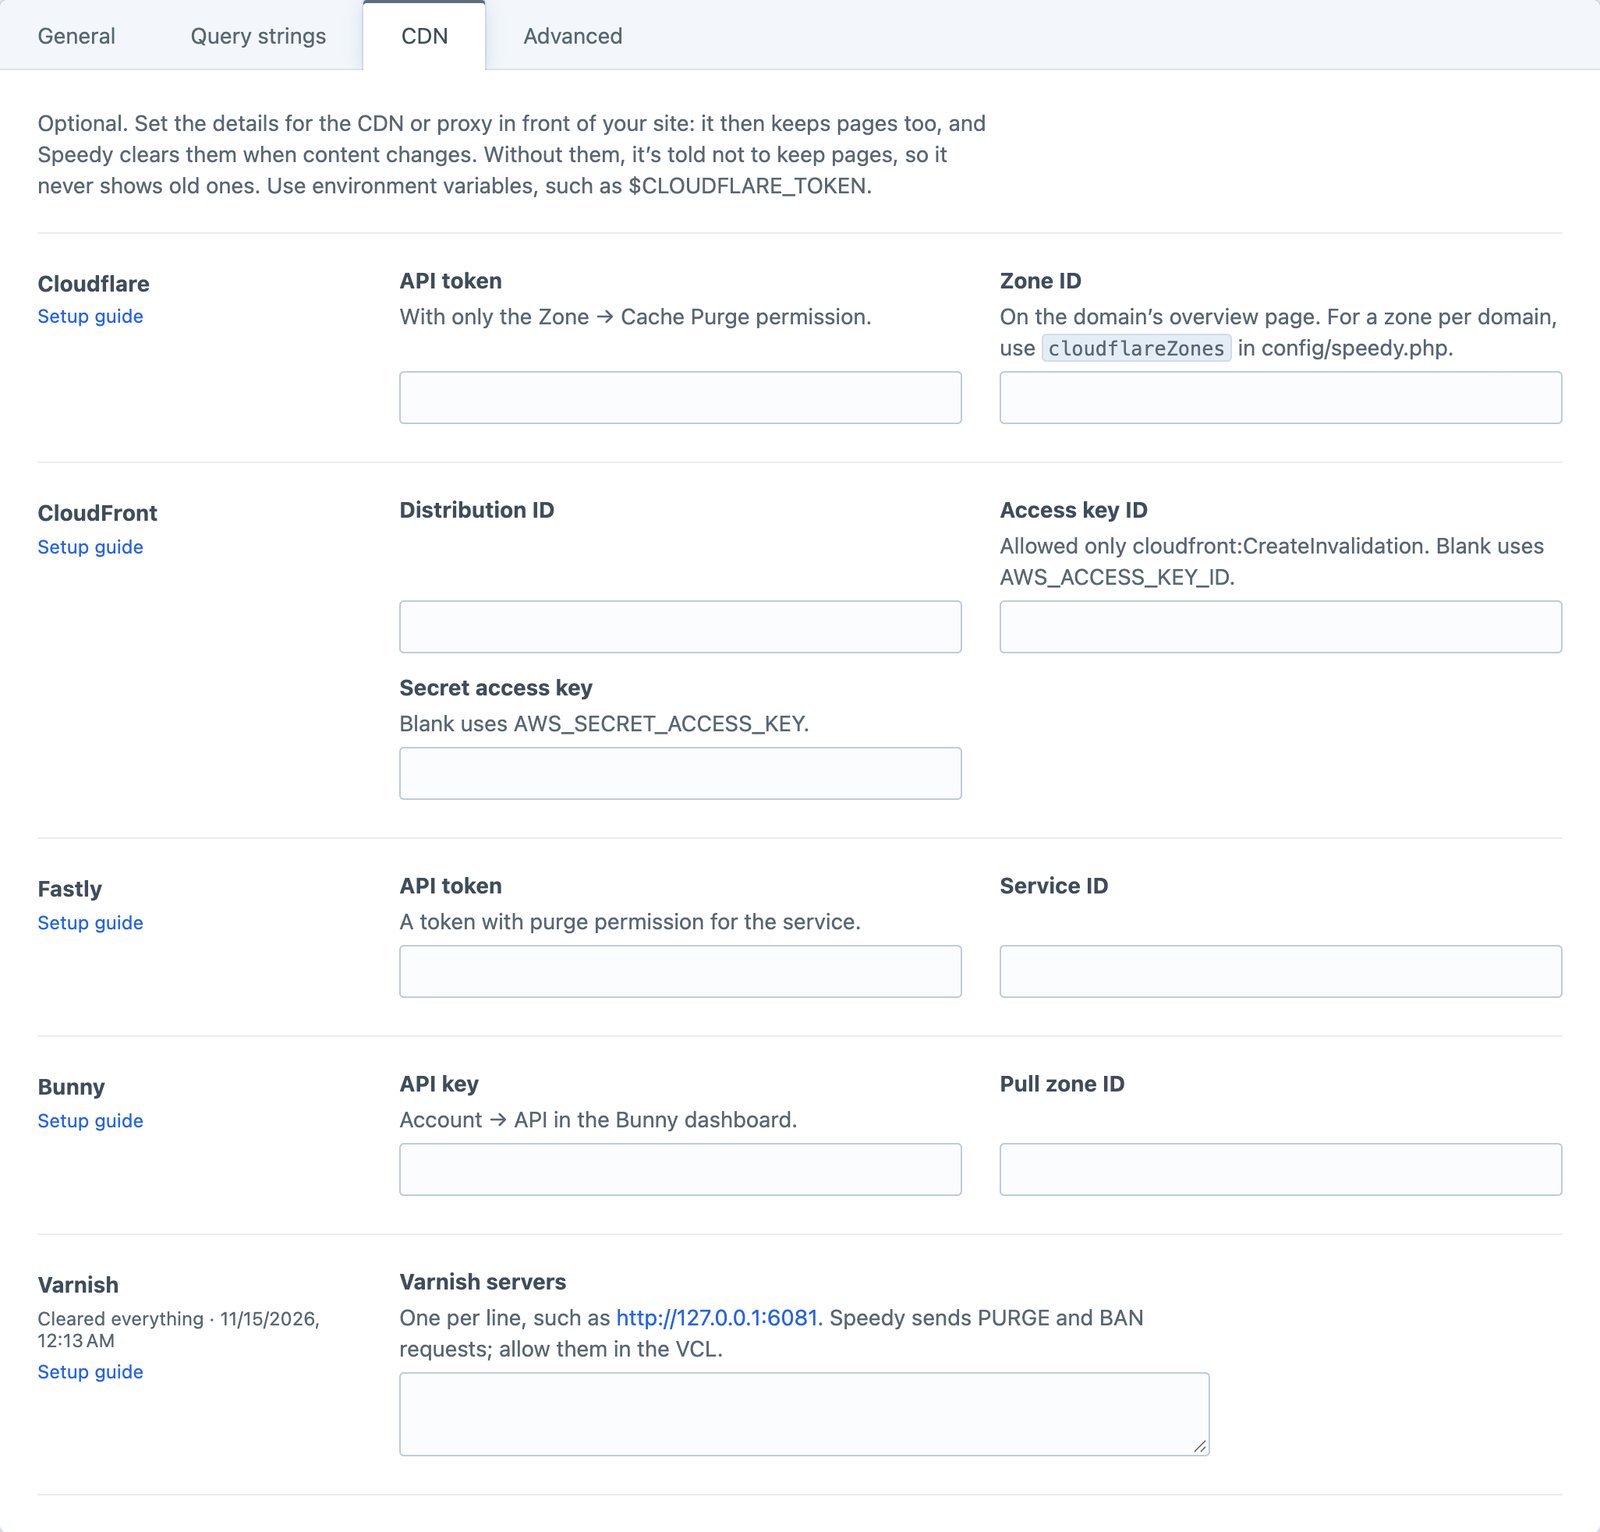 General
Query strings
CDN
Advanced
Optional. Set the details for the CDN or proxy in front of your site: it then keeps pages too, and
Speedy clears them when content changes. Without them, it’s told not to keep pages, so it
never shows old ones. Use environment variables, such as $CLOUDFLARE_TOKEN.
Cloudflare
Setup guide
API token
With only the Zone → Cache Purge permission.
Zone ID
On the domain’s overview page. For a zone per domain,
use cloudflareZones in config/speedy.php.
CloudFront
Setup guide
Distribution ID
Access key ID
Allowed only cloudfront:CreateInvalidation. Blank uses
AWS_ACCESS_KEY_ID.
Secret access key
Blank uses AWS_SECRET_ACCESS_KEY.
Fastly
Setup guide
API token
A token with purge permission for the service.
Service ID
Bunny
Setup guide
API key
Account → API in the Bunny dashboard.
Pull zone ID
Varnish
Cleared everything · 11/15/2026,
12:13 AM
Setup guide
Varnish servers
One per line, such as http://127.0.0.1:6081. Speedy sends PURGE and BAN
requests; allow them in the VCL.